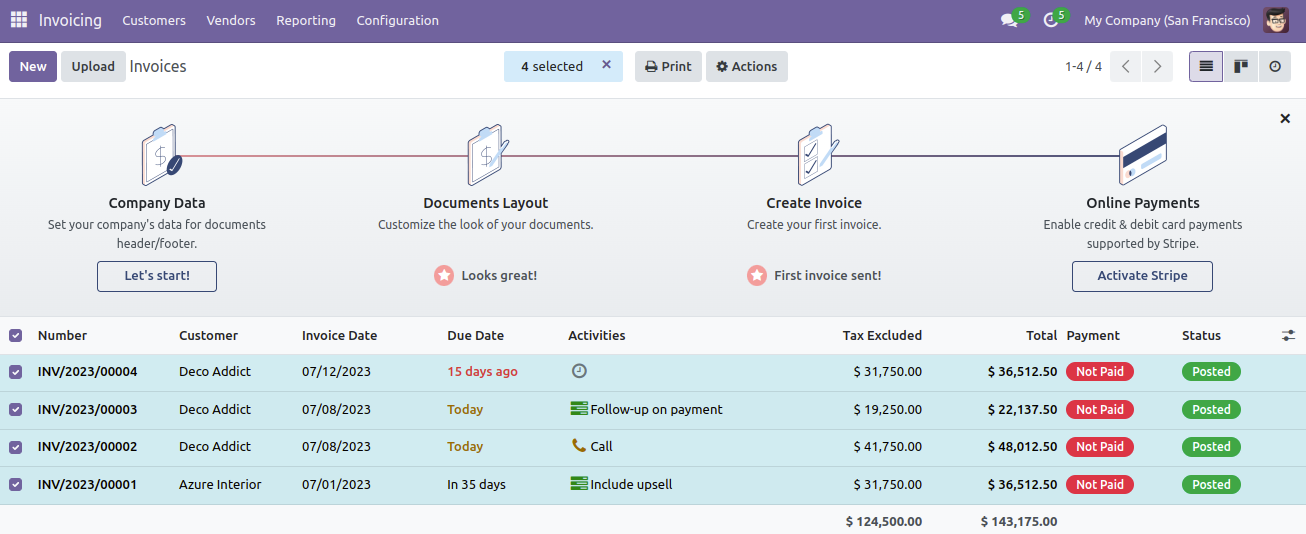 Invoicing Customers Vendors Reporting Configuration 5 5 My Company (San Francisco)
New Upload Invoices 4 selected × Print Actions 1-4 / 4
Company Data Documents Layout Create Invoice Online Payments
Set your company's data for documents header/footer.
Customize the look of your documents.
Create your first invoice.
Enable credit & debit card payments supported by Stripe.
Let's start! Looks great! First invoice sent! Activate Stripe
Number Customer Invoice Date Due Date Activities Tax Excluded Total Payment Status
INV/2023/00004 Deco Addict 07/12/2023 15 days ago $ 31,750.00 $ 36,512.50 Not Paid Posted
INV/2023/00003 Deco Addict 07/08/2023 Today Follow-up on payment $ 19,250.00 $ 22,137.50 Not Paid Posted
INV/2023/00002 Deco Addict 07/08/2023 Today Call $ 41,750.00 $ 48,012.50 Not Paid Posted
INV/2023/00001 Azure Interior 07/01/2023 In 35 days Include upsell $ 31,750.00 $ 36,512.50 Not Paid Posted
$ 124,500.00 $ 143,175.00